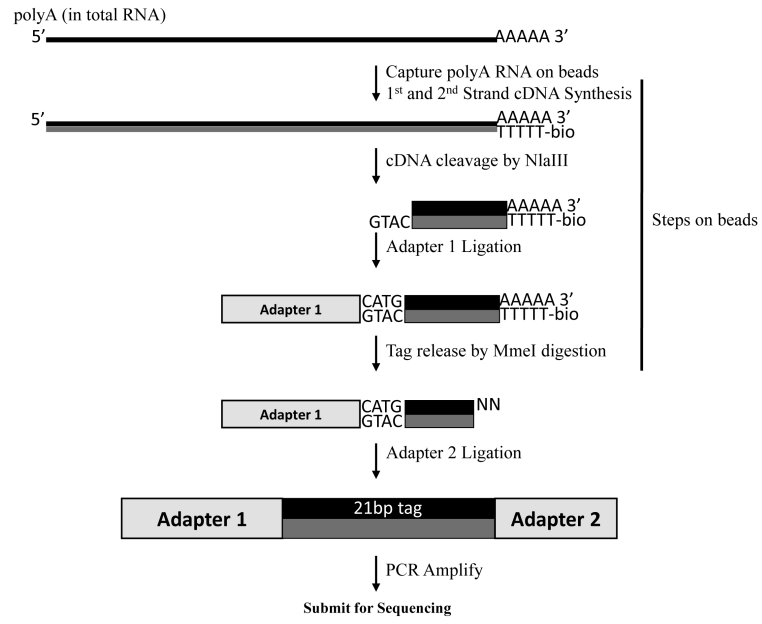 polyA (in total RNA)
5’ AAAAA 3’
Capture polyA RNA on beads
1st and 2nd Strand cDNA Synthesis
5’ AAAAA 3’
TTTTT-bio
cDNA cleavage by NlaIII
AAAAA 3’
GTAC TTTTT-bio
Steps on beads
Adapter 1 Ligation
Adapter 1 CATG AAAAA 3’
GTAC TTTTT-bio
Tag release by MmeI digestion
Adapter 1 CATG NN
GTAC
Adapter 2 Ligation
Adapter 1 21bp tag Adapter 2
PCR Amplify
Submit for Sequencing